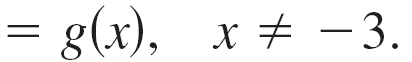 = g(x), x ≠ −3.